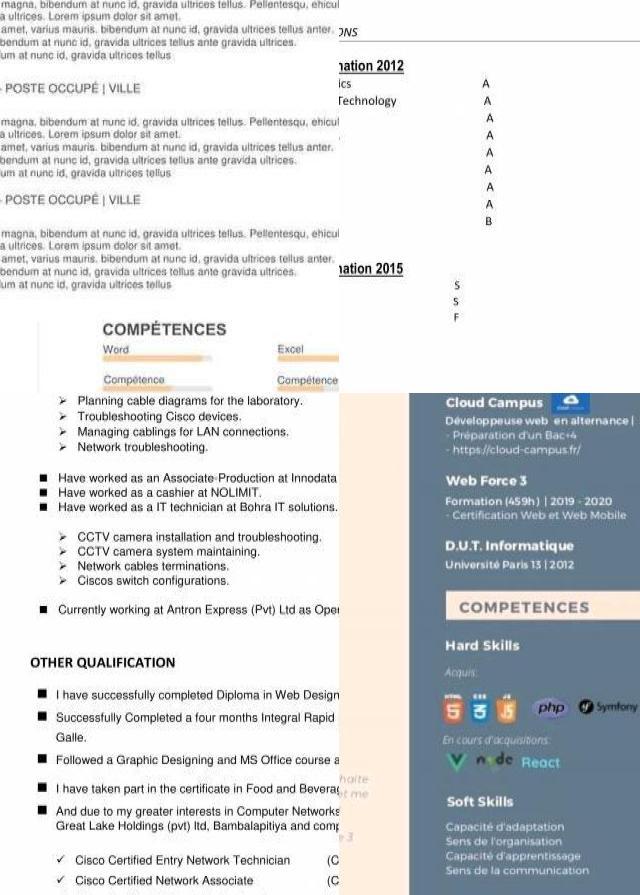 magna, bibendum at nunc id, gravida ultrices tellus. Pellentesqu, ehicul
a ultrices. Lorem ipsum dolor sit amet.
amet, varius mauris. bibendum at nunc id, gravida ultrices tellus anter.
bendum at nunc id, gravida ultrices tellus ante gravida ultrices.
um at nunc id, gravida ultrices tellus
- POSTE OCCUPÉ | VILLE
magna, bibendum at nunc id, gravida ultrices tellus. Pellentesqu, ehicul
a ultrices. Lorem ipsum dolor sit amet.
amet, varius mauris. bibendum at nunc id, gravida ultrices tellus anter.
bendum at nunc id, gravida ultrices tellus ante gravida ultrices.
um at nunc id, gravida ultrices tellus
- POSTE OCCUPÉ | VILLE
magna, bibendum at nunc id, gravida ultrices tellus. Pellentesqu, ehicul
a ultrices. Lorem ipsum dolor sit amet.
amet, varius mauris. bibendum at nunc id, gravida ultrices tellus anter.
bendum at nunc id, gravida ultrices tellus ante gravida ultrices.
um at nunc id, gravida ultrices tellus
COMPÉTENCES
Word Excel
Compétence Compétence
ONS
nation 2012
ics A
Technology A
A
A
A
A
A
A
B
nation 2015
S
S
F
➢ Planning cable diagrams for the laboratory.
➢ Troubleshooting Cisco devices.
➢ Managing cablings for LAN connections.
➢ Network troubleshooting.
■ Have worked as an Associate-Production at Innodata
■ Have worked as a cashier at NOLIMIT.
■ Have worked as a IT technician at Bohra IT solutions.
➢ CCTV camera installation and troubleshooting.
➢ CCTV camera system maintaining.
➢ Network cables terminations.
➢ Ciscos switch configurations.
■ Currently working at Antron Express (Pvt) Ltd as Oper
OTHER QUALIFICATION
■ I have successfully completed Diploma in Web Design
■ Successfully Completed a four months Integral Rapid
Galle.
■ Followed a Graphic Designing and MS Office course a
■ I have taken part in the certificate in Food and Bevera
■ And due to my greater interests in Computer Networks
Great Lake Holdings (pvt) ltd, Bambalapitiya and comp
✓ Cisco Certified Entry Network Technician (C
✓ Cisco Certified Network Associate (C
haite
et me
e 3
Cloud Campus
Développeuse web en alternance |
- Préparation d'un Bac+4
- https://cloud-campus.fr/
Web Force 3
Formation (459h) | 2019 - 2020
- Certification Web et Web Mobile
D.U.T. Informatique
Université Paris 13 | 2012
COMPETENCES
Hard Skills
Acquis:
HTML CSS JS
5 3 JS php Symfony
En cours d'acquisitions:
node React
Soft Skills
Capacité d'adaptation
Sens de l'organisation
Capacité d'apprentissage
Sens de la communication